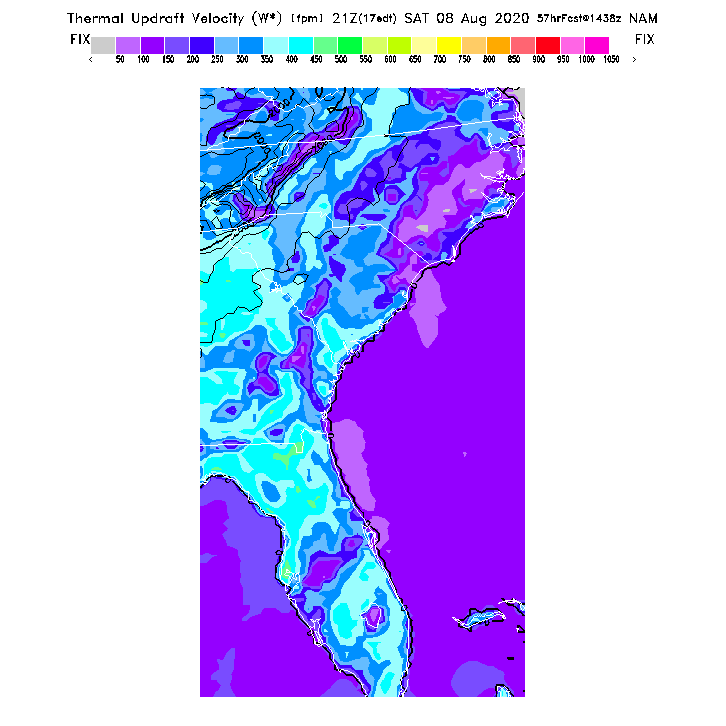 Thermal Updraft Velocity (W*) [fpm] 21Z(17edt) SAT 08 Aug 2020 57hrFcst@1438z NAM
FIX FIX
< 50 100 150 200 250 300 350 400 450 500 550 600 650 700 750 800 850 900 950 1000 1050 >